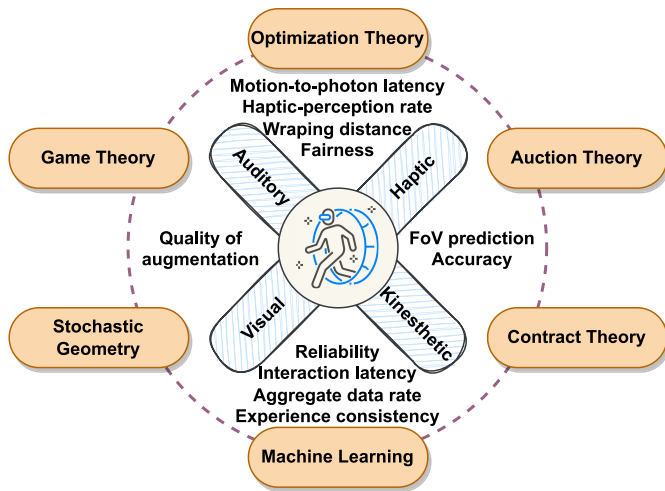 Optimization Theory
Motion-to-photon latency
Haptic-perception rate
Wraping distance
Fairness
Game Theory
Auction Theory
Auditory
Haptic
Quality of
augmentation
FoV prediction
Accuracy
Visual
Kinesthetic
Stochastic
Geometry
Contract Theory
Reliability
Interaction latency
Aggregate data rate
Experience consistency
Machine Learning